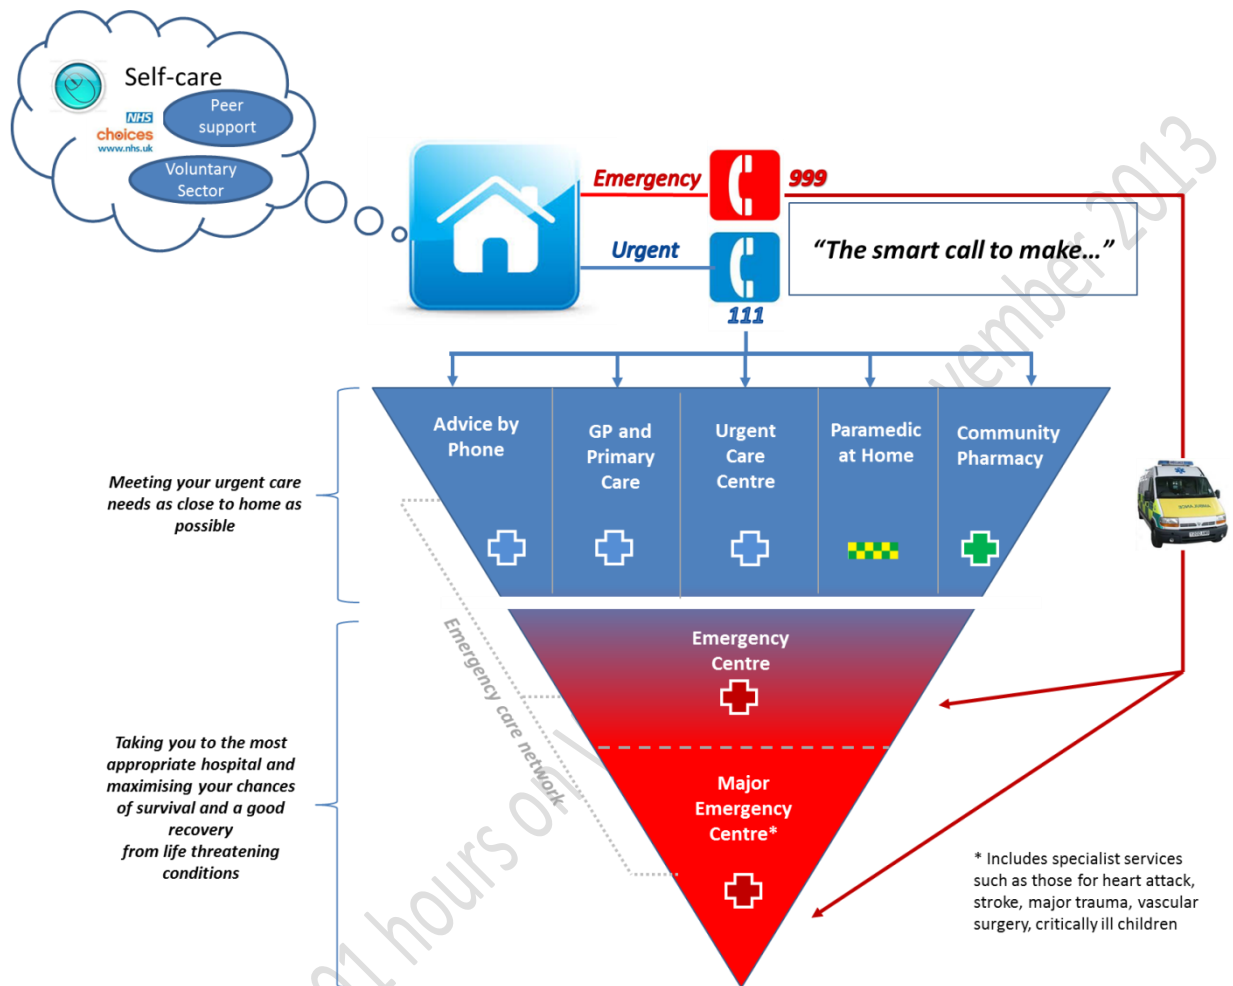 Self-care
Peer
support
NHS
choices
www.nhs.uk
Voluntary
Sector
Emergency
999
Urgent
111
“The smart call to make…”
Advice by
Phone
GP and
Primary
Care
Urgent
Care
Centre
Paramedic
at Home
Community
Pharmacy
Meeting your urgent care
needs as close to home as
possible
Emergency care network
Emergency
Centre
Taking you to the most
appropriate hospital and
maximising your chances
of survival and a good
recovery
from life threatening
conditions
Major
Emergency
Centre*
* Includes specialist services
such as those for heart attack,
stroke, major trauma, vascular
surgery, critically ill children
01 hours on
vember 2013